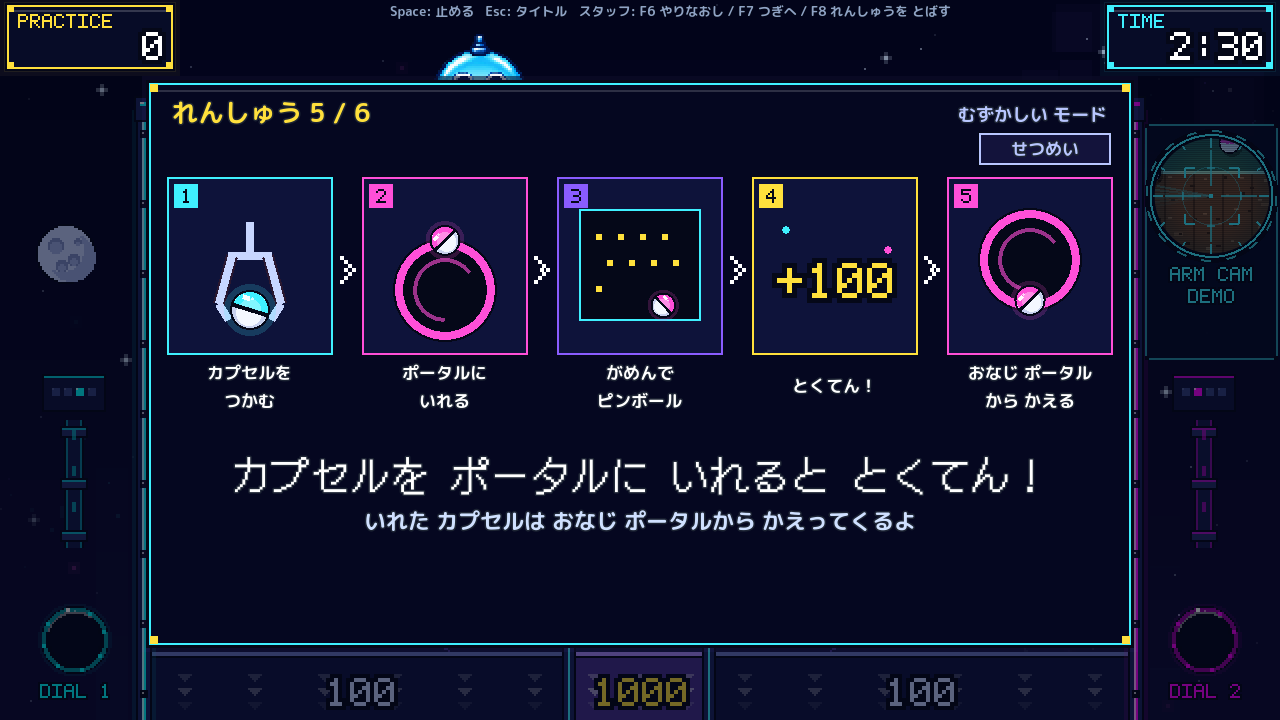 PRACTICE
0
Space: 止める Esc: タイトル スタッフ: F6 やりなおし / F7 つぎへ / F8 れんしゅうを とばす
TIME
2:30
れんしゅう 5 / 6
むずかしい モード
せつめい
1
2
3
4
5
+100
カプセルを
つかむ
ポータルに
いれる
がめんで
ピンボール
とくてん！
おなじ ポータル
から かえる
カプセルを ポータルに いれると とくてん！
いれた カプセルは おなじ ポータルから かえってくるよ
ARM CAM
DEMO
DIAL 1
100
1000
100
DIAL 2